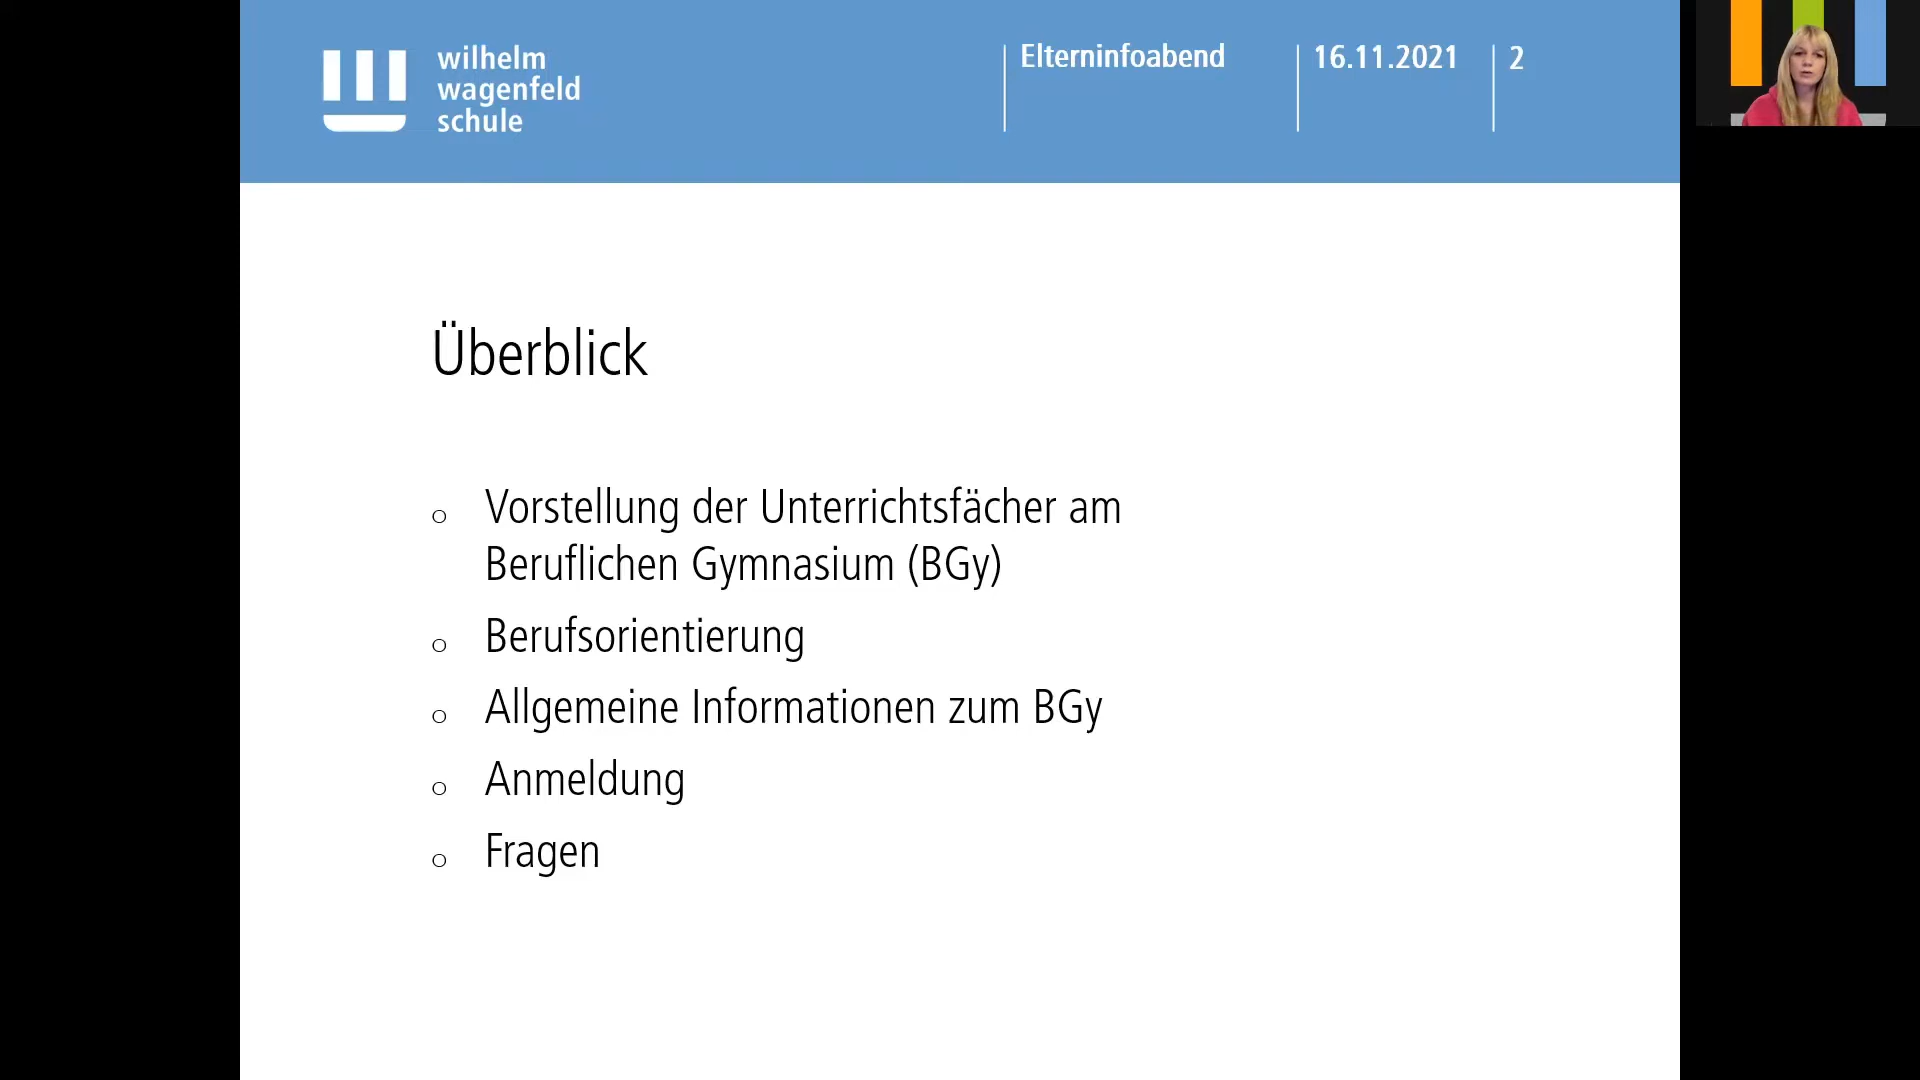 wilhelm
wagenfeld
schule
Elterninfoabend
16.11.2021
2
Überblick
o Vorstellung der Unterrichtsfächer am
Beruflichen Gymnasium (BGy)
o Berufsorientierung
o Allgemeine Informationen zum BGy
o Anmeldung
o Fragen